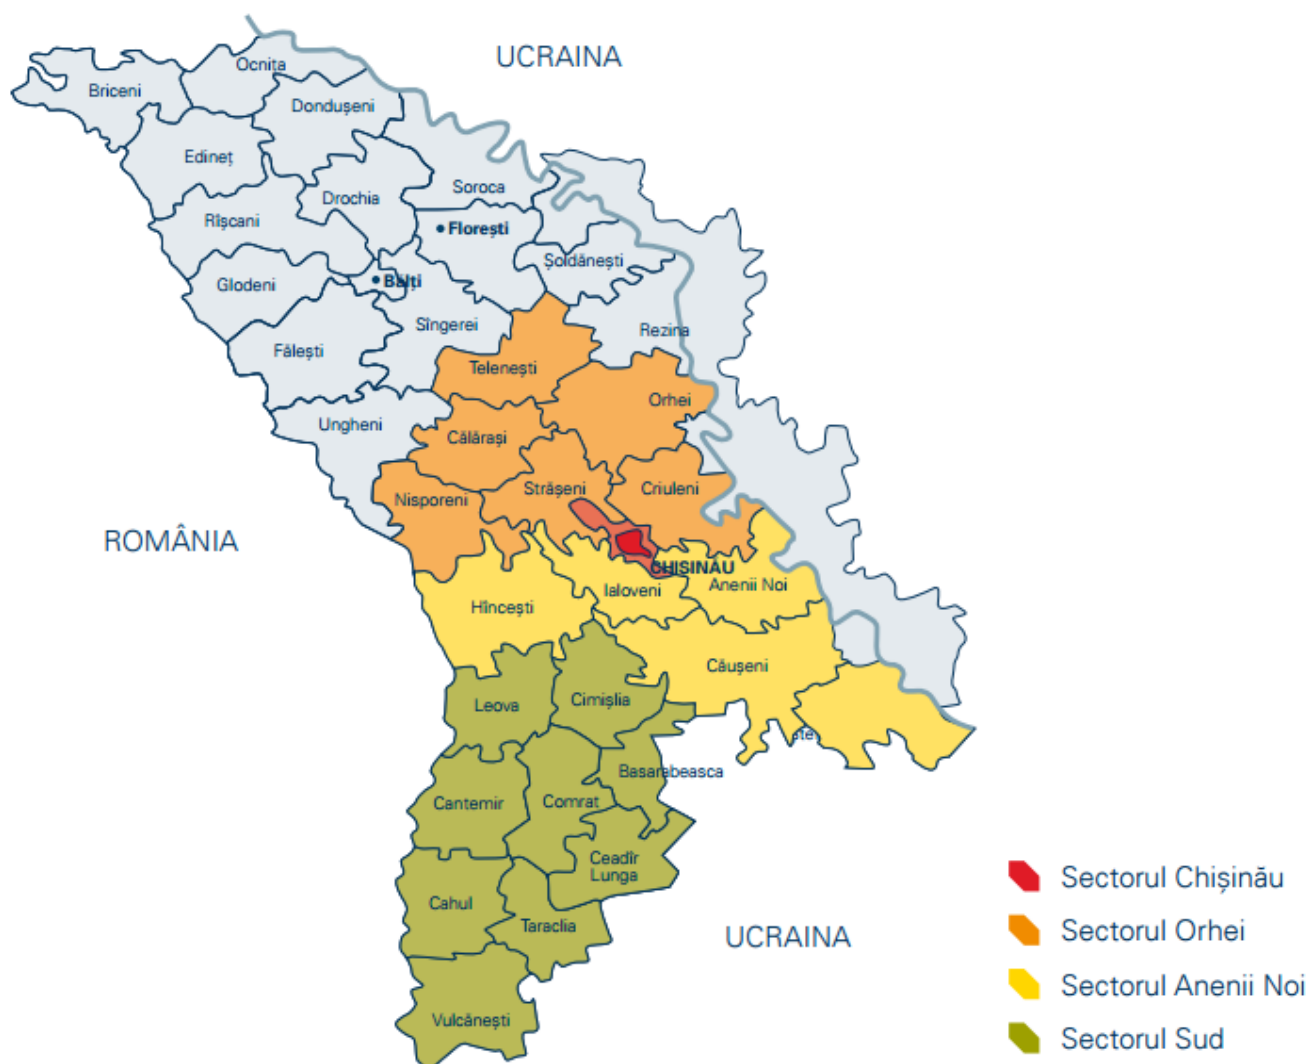 UCRAINA
Ocnița
Briceni
Dondușeni
Edineț
Soroca
Drochia
Rîșcani
Florești
Șoldănești
Glodeni
Bălți
Sîngerei
Rezina
Fălești
Telenești
Orhei
Ungheni
Călărași
Strășeni
Criuleni
Nisporeni
ROMÂNIA
CHIȘINĂU
Anenii Noi
Ialoveni
Hîncești
Căușeni
Leova
Cimișlia
ște
Basarabeasca
Cantemir
Comrat
Ceadîr
Lunga
Cahul
Taraclia
UCRAINA
Vulcănești
Sectorul Chișinău
Sectorul Orhei
Sectorul Anenii Noi
Sectorul Sud